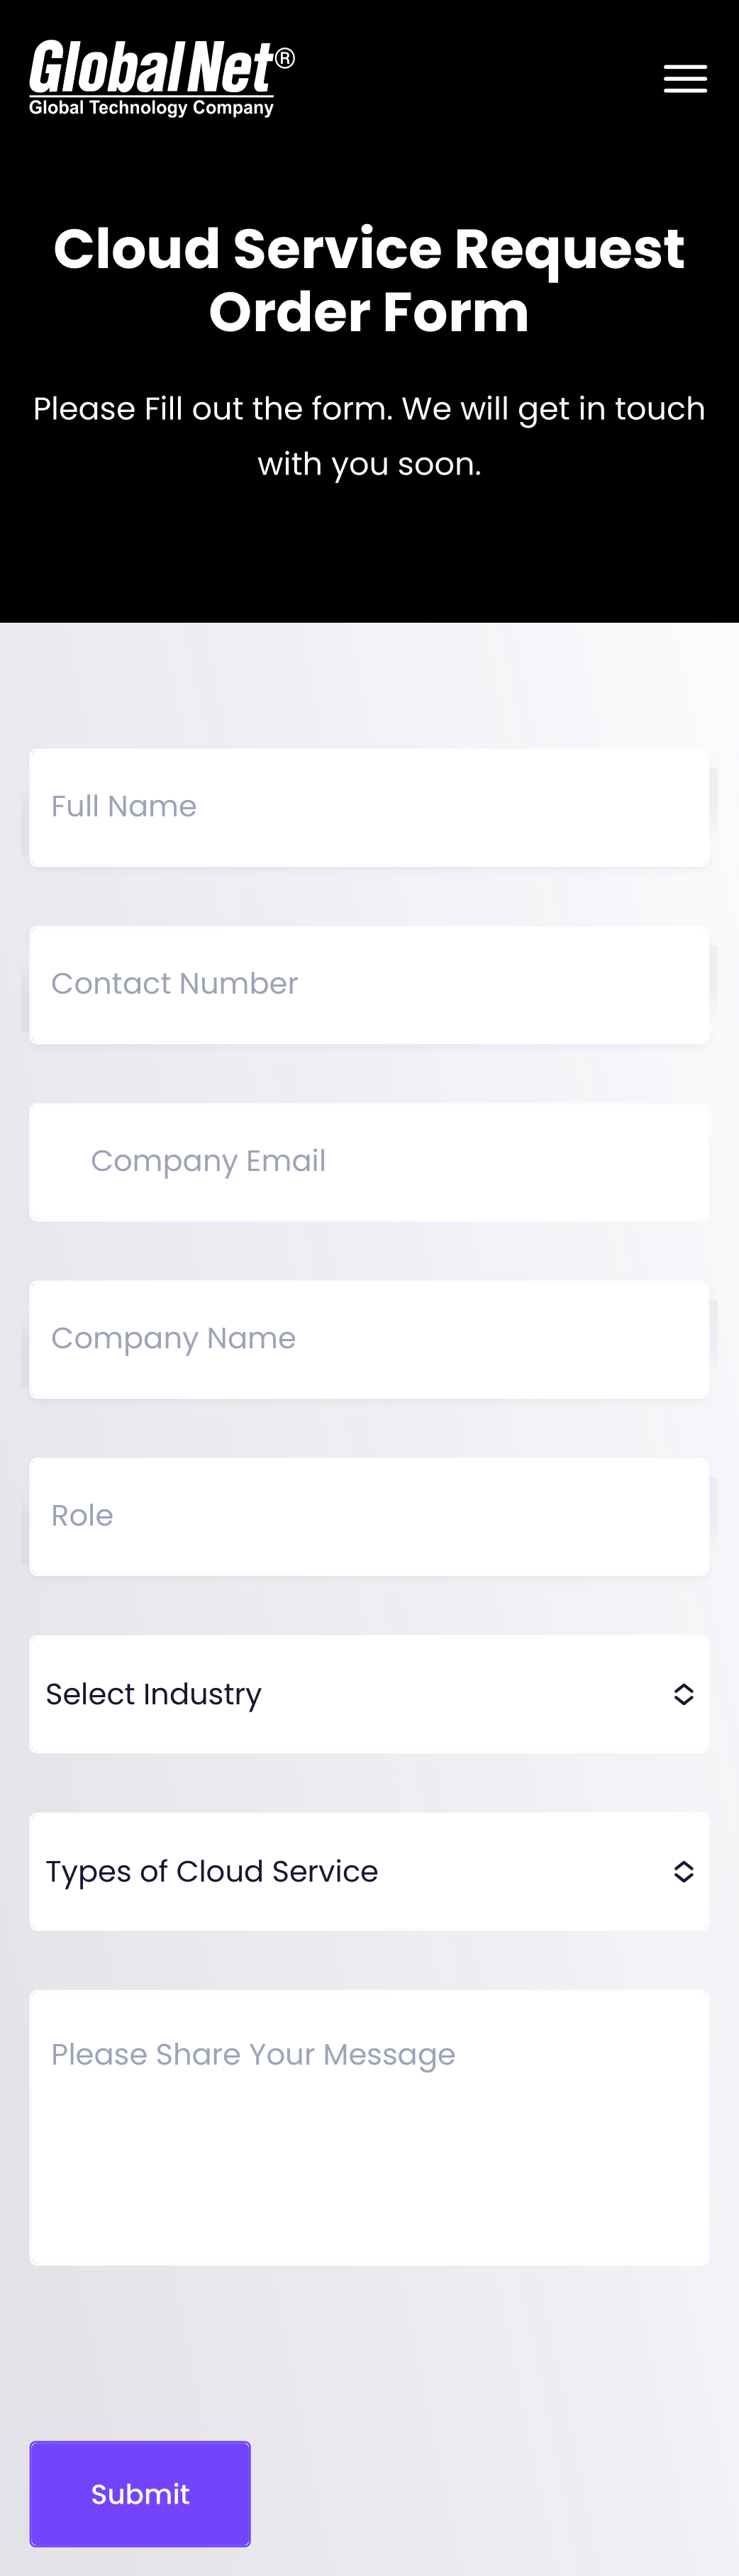 GlobalNet®
Global Technology Company
Cloud Service Request
Order Form
Please Fill out the form. We will get in touch
with you soon.
Full Name
Contact Number
Company Email
Company Name
Role
Select Industry
Types of Cloud Service
Please Share Your Message
Submit